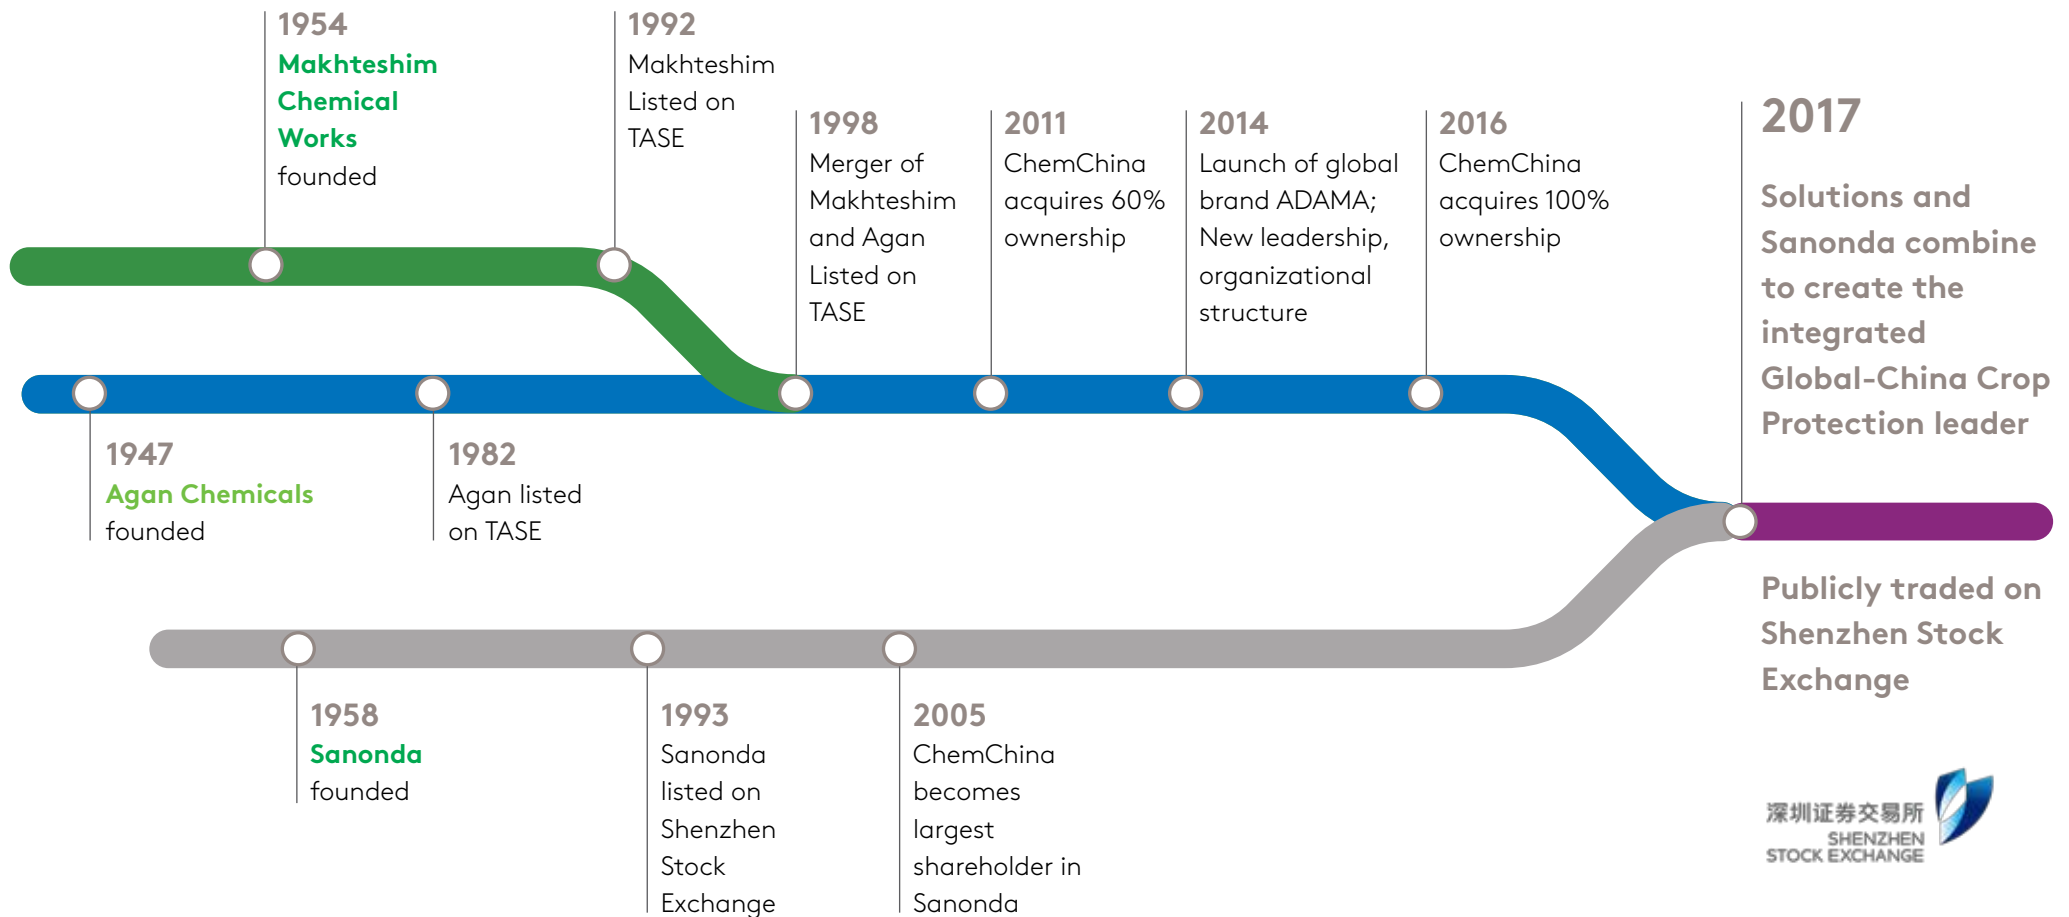 1954
Makhteshim
Chemical
Works
founded
1992
Makhteshim
Listed on
TASE
1998
Merger of
Makhteshim
and Agan
Listed on
TASE
2011
ChemChina
acquires 60%
ownership
2014
Launch of global
brand ADAMA;
New leadership,
organizational
structure
2016
ChemChina
acquires 100%
ownership
2017
Solutions and
Sanonda combine
to create the
integrated
Global-China Crop
Protection leader
1947
Agan Chemicals
founded
1982
Agan listed
on TASE
Publicly traded on
Shenzhen Stock
Exchange
1958
Sanonda
founded
1993
Sanonda
listed on
Shenzhen
Stock
Exchange
2005
ChemChina
becomes
largest
shareholder in
Sanonda
深圳证券交易所
SHENZHEN
STOCK EXCHANGE